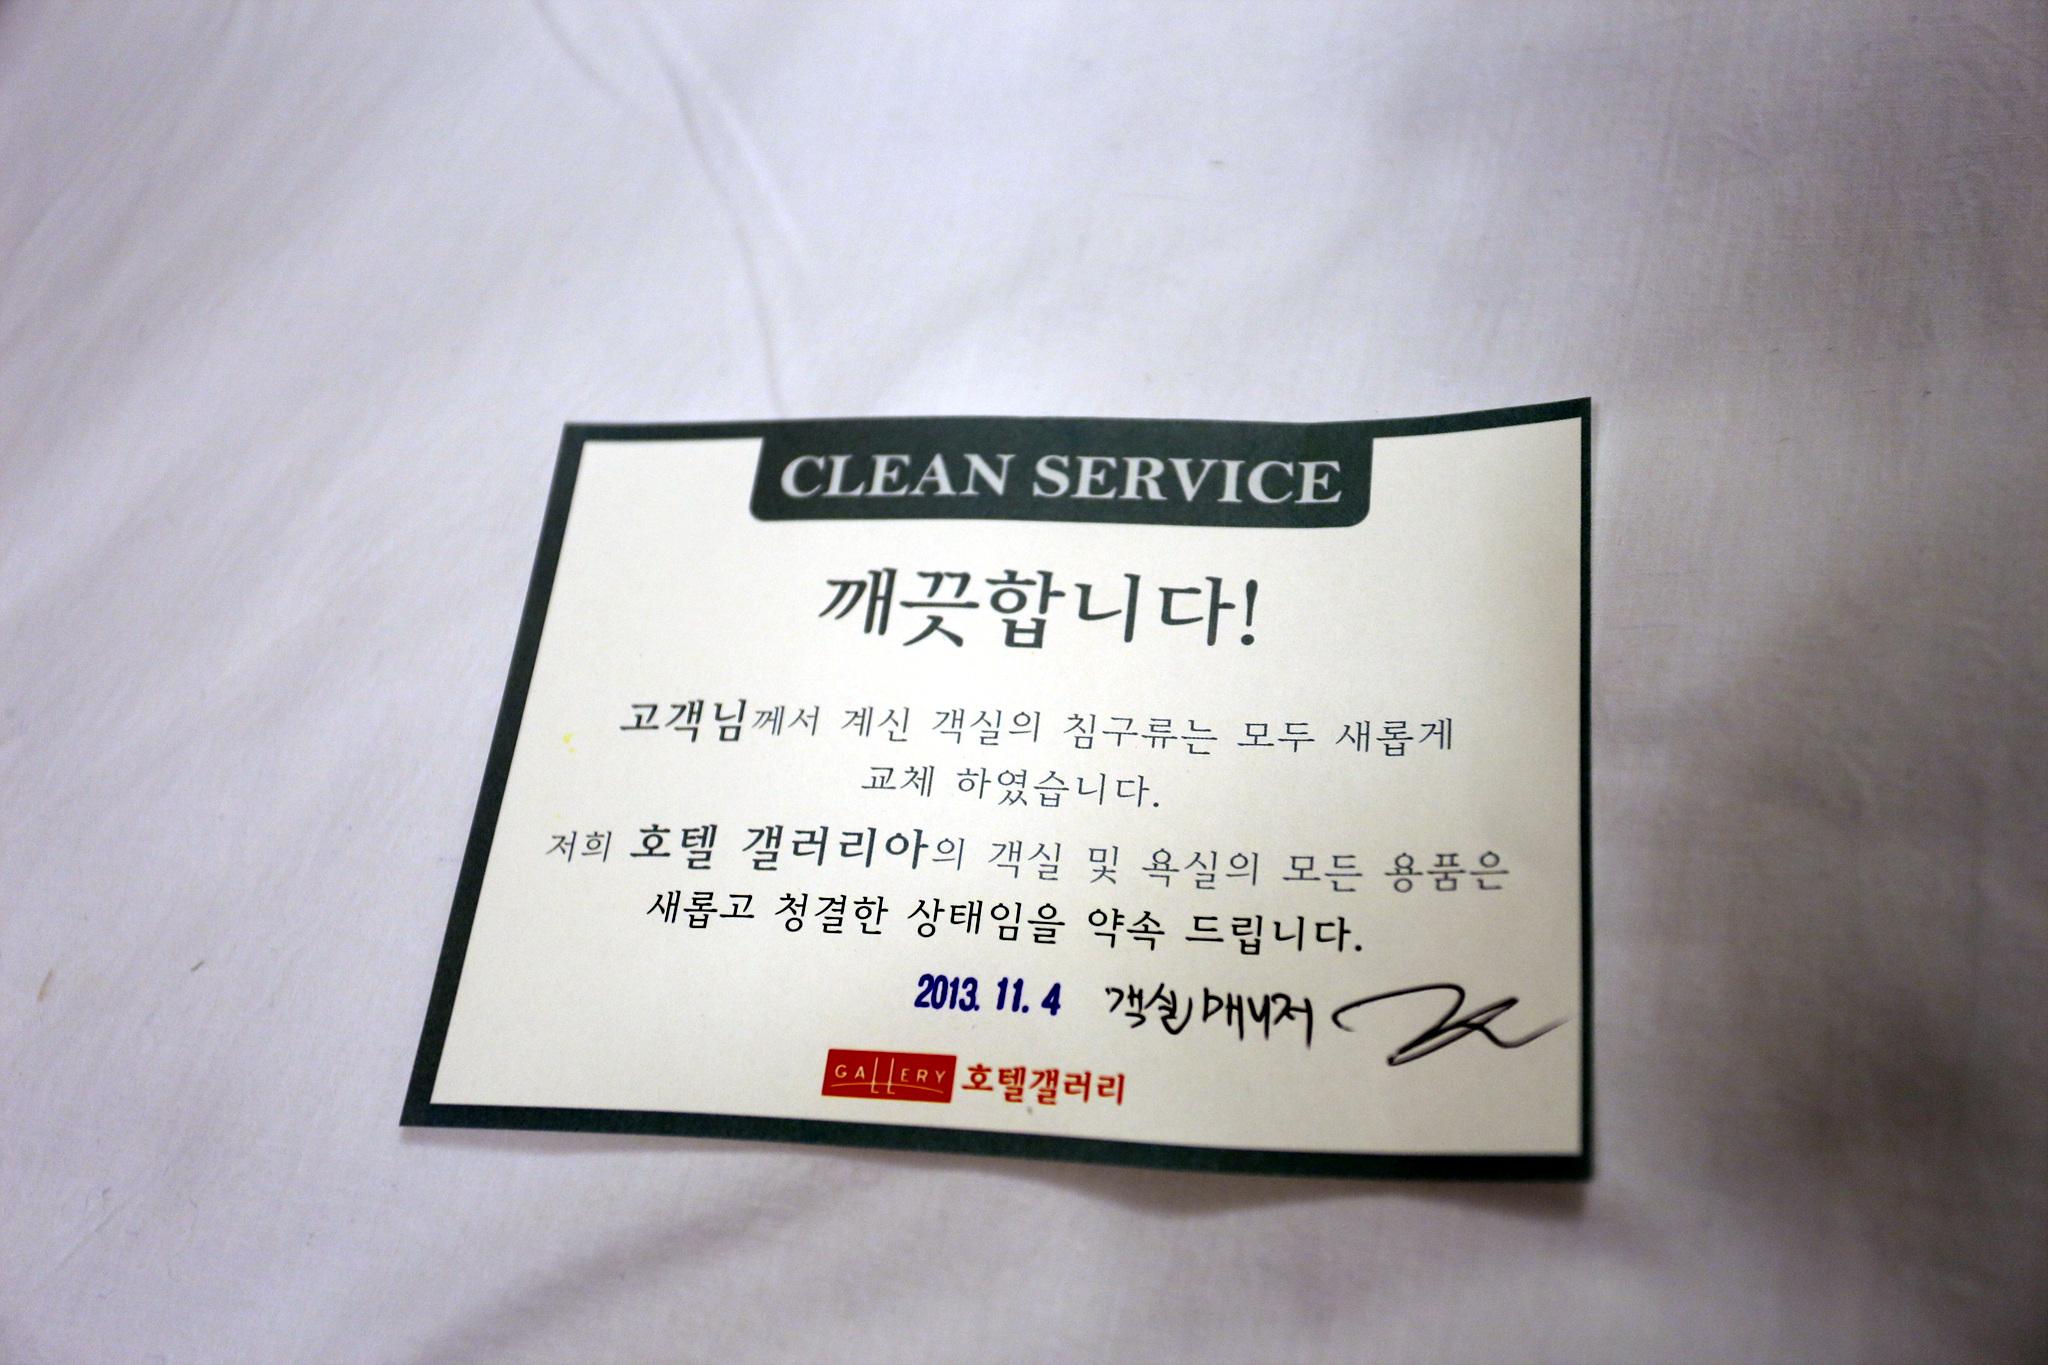 CLEAN SERVICE
깨끗합니다!
고객님께서 계신 객실의 침구류는 모두 새롭게
교체 하였습니다.
저희 호텔 갤러리아의 객실 및 욕실의 모든 용품은
새롭고 청결한 상태임을 약속 드립니다.
2013. 11. 4 객실매니저
GALLERY 호텔갤러리